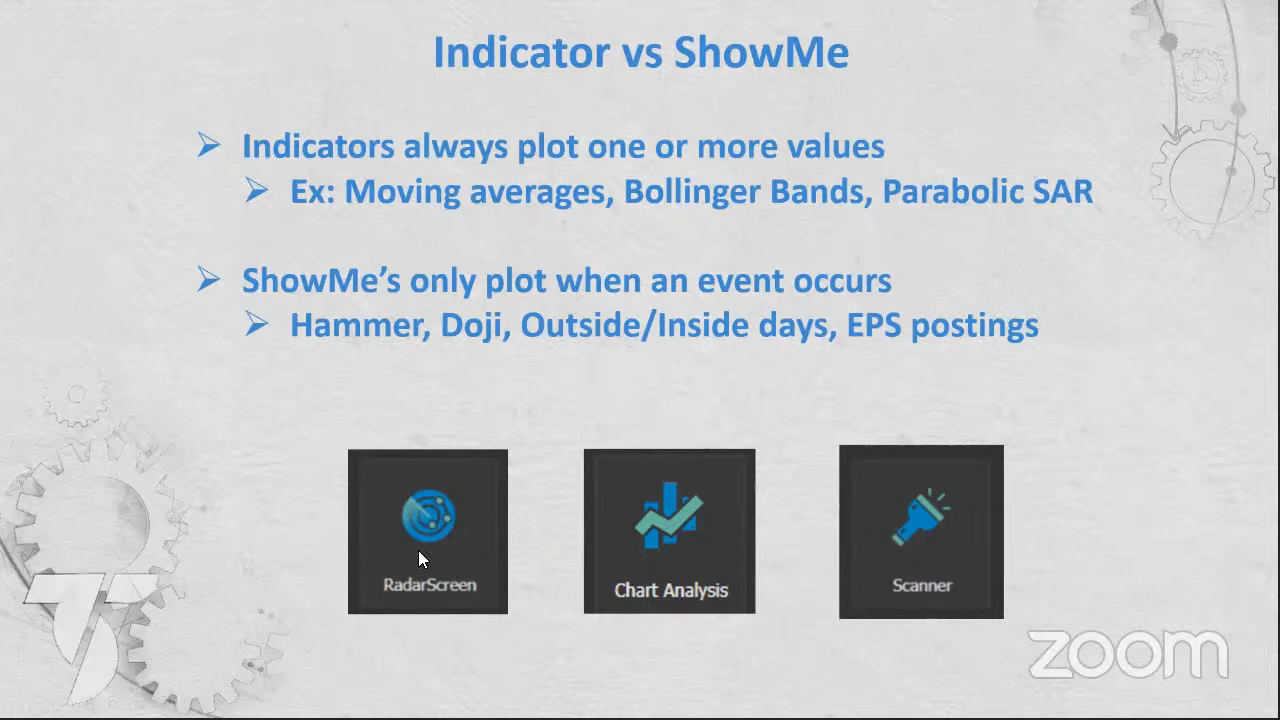 Indicator vs ShowMe
Indicators always plot one or more values
Ex: Moving averages, Bollinger Bands, Parabolic SAR
ShowMe’s only plot when an event occurs
Hammer, Doji, Outside/Inside days, EPS postings
RadarScreen
Chart Analysis
Scanner
zoom